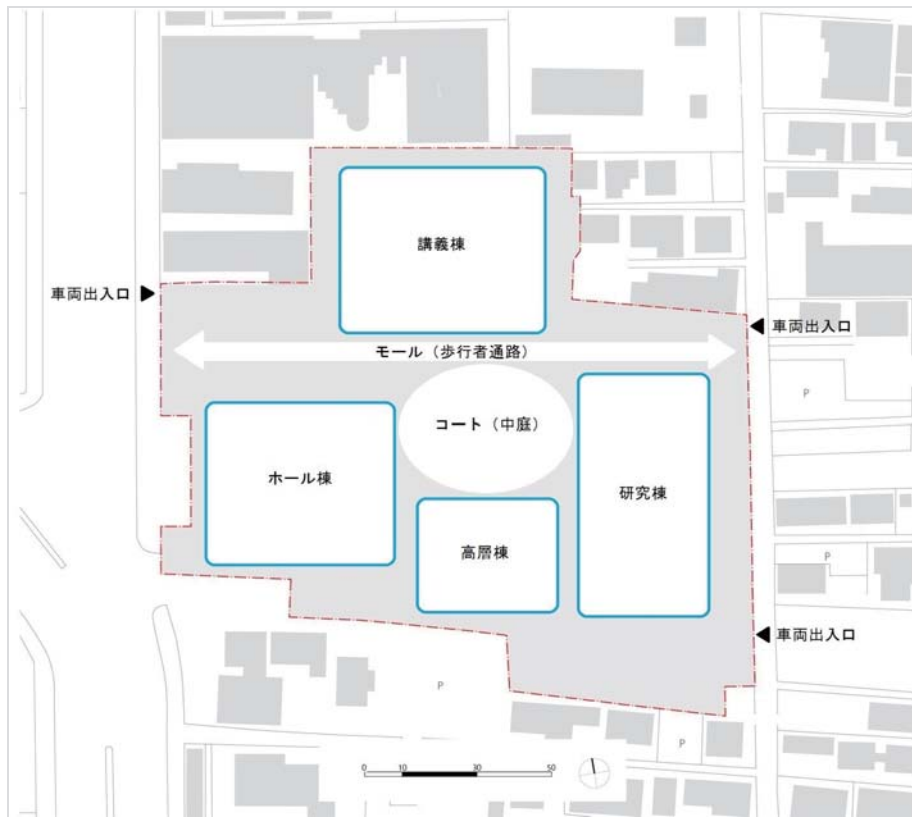 講義棟
車両出入口
車両出入口
モール（歩行者通路）
P
コート（中庭）
ホール棟
研究棟
高層棟
P
車両出入口
P
P
0 10 30 50